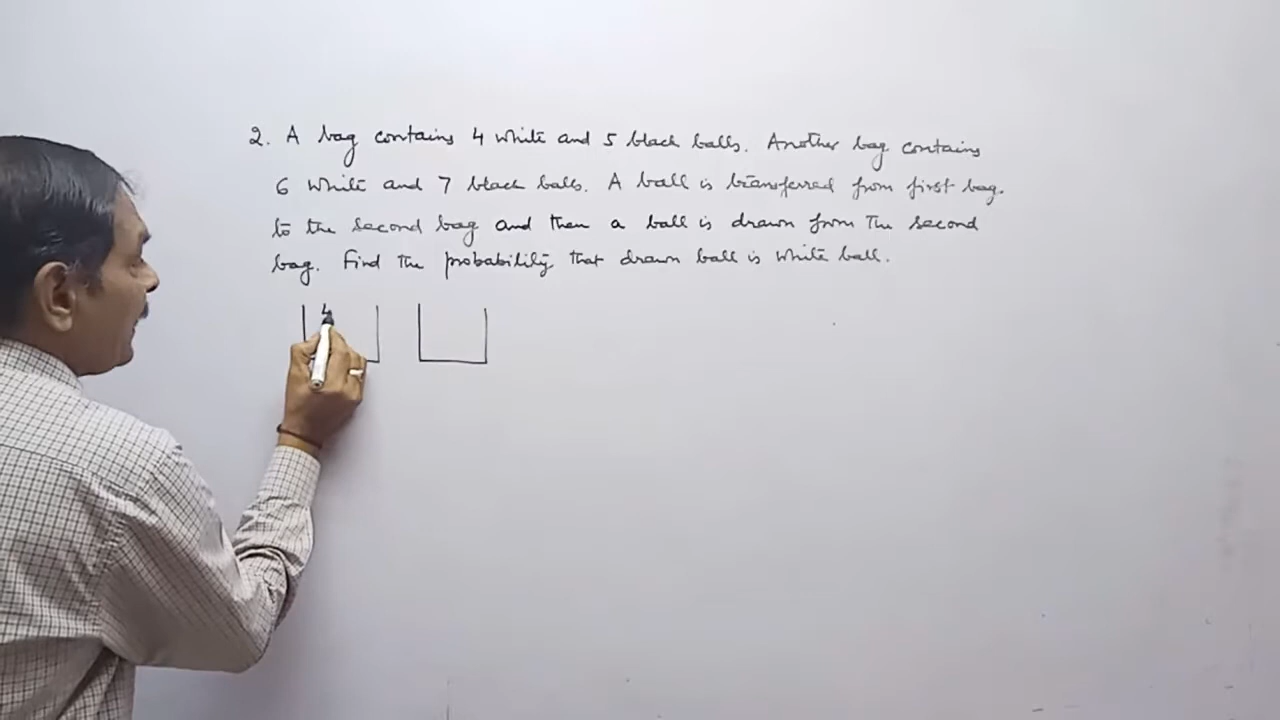 2. A bag contains 4 white and 5 black balls. Another bag contains
6 white and 7 black balls. A ball is transferred from first bag.
to the second bag and then a ball is drawn from the second
bag. Find the probability that drawn ball is white ball.
4